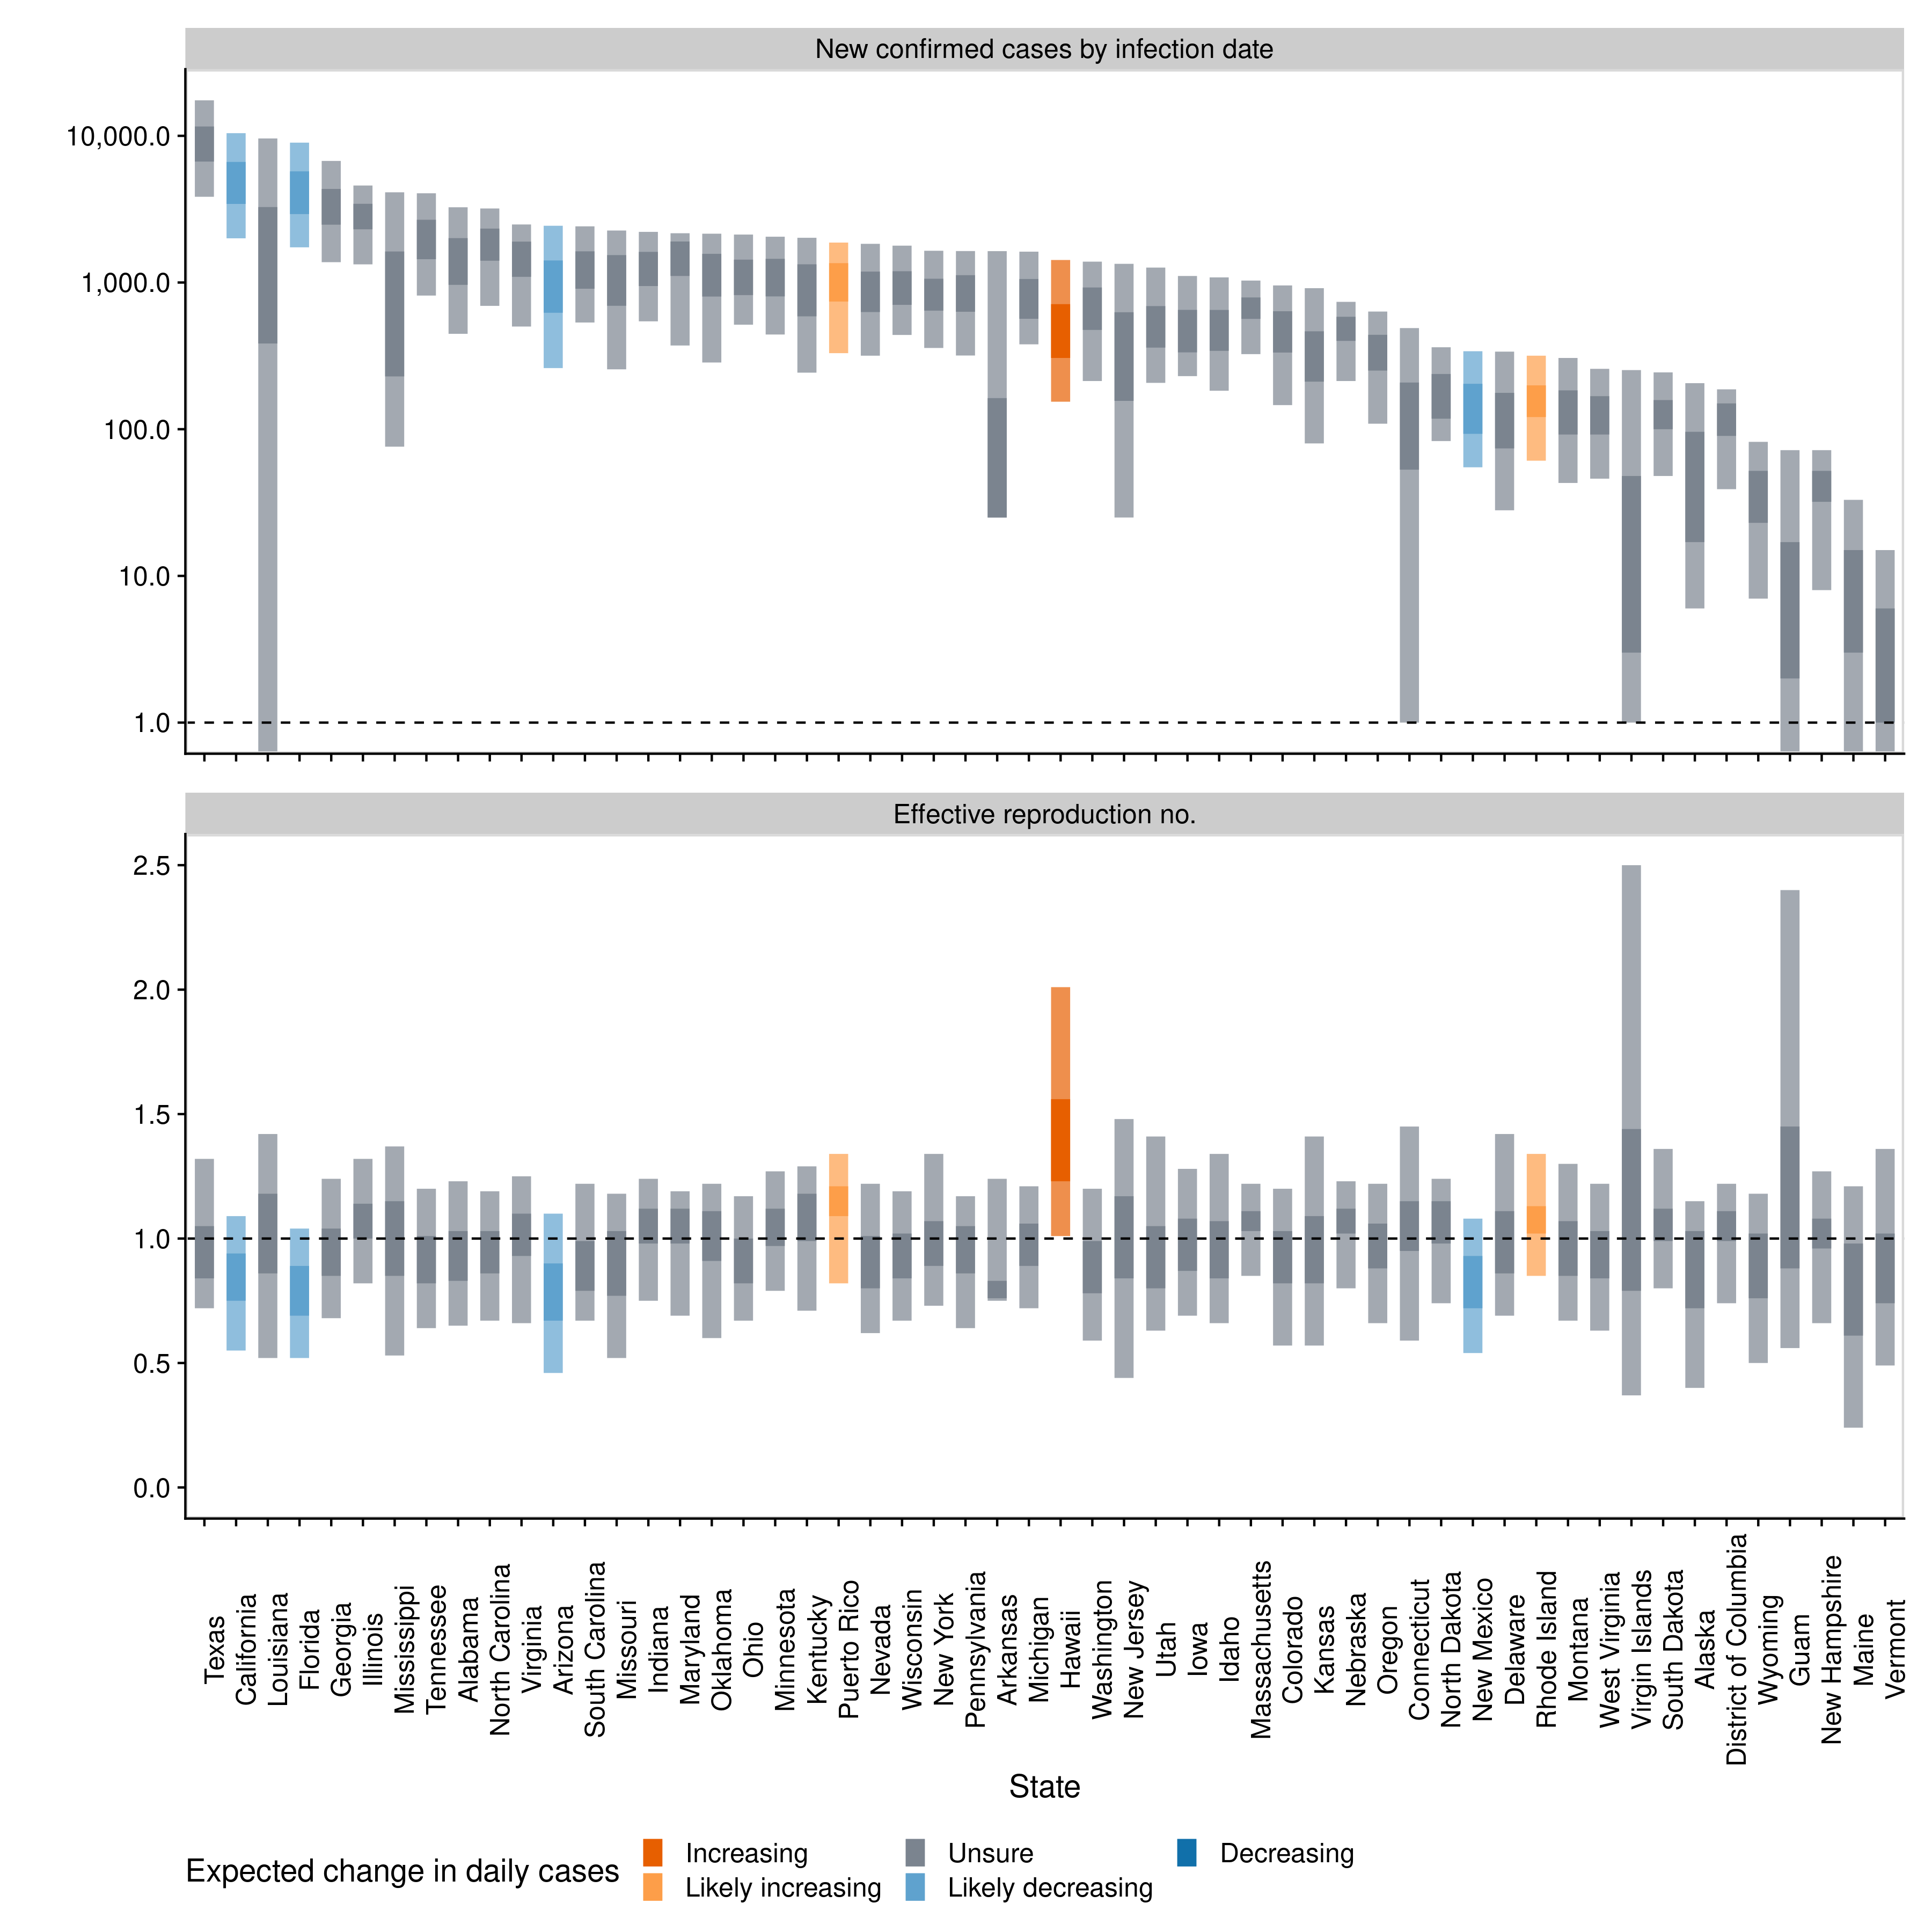 New confirmed cases by infection date
10,000.0
1,000.0
100.0
10.0
1.0
Effective reproduction no.
2.5
2.0
1.5
1.0
0.5
0.0
Texas
California
Louisiana
Florida
Georgia
Illinois
Mississippi
Tennessee
Alabama
North Carolina
Virginia
Arizona
South Carolina
Missouri
Indiana
Maryland
Oklahoma
Ohio
Minnesota
Kentucky
Puerto Rico
Nevada
Wisconsin
New York
Pennsylvania
Arkansas
Michigan
Hawaii
Washington
New Jersey
Utah
Iowa
Idaho
Massachusetts
Colorado
Kansas
Nebraska
Oregon
Connecticut
North Dakota
New Mexico
Delaware
Rhode Island
Montana
West Virginia
Virgin Islands
South Dakota
Alaska
District of Columbia
Wyoming
Guam
New Hampshire
Maine
Vermont
State
Expected change in daily cases
Increasing
Likely increasing
Unsure
Likely decreasing
Decreasing